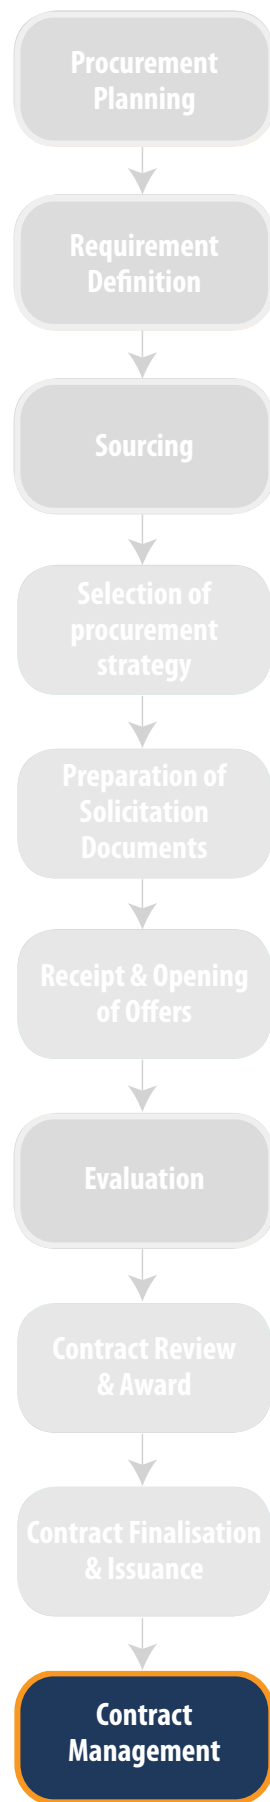 Procurement
Planning
Requirement
Definition
Sourcing
Selection of
procurement
strategy
Preparation of
Solicitation
Documents
Receipt & Opening
of Offers
Evaluation
Contract Review
& Award
Contract Finalisation
& Issuance
Contract
Management